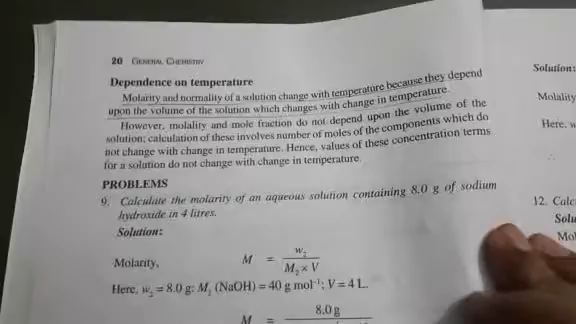 20 GENERAL CHEMISTRY
Dependence on temperature
Molarity and normality of a solution change with temperature because they depend
upon the volume of the solution which changes with change in temperature.
However, molality and mole fraction do not depend upon the volume of the
solution; calculation of these involves number of moles of the components which do
not change with change in temperature. Hence, values of these concentration terms
for a solution do not change with change in temperature.
PROBLEMS
9. Calculate the molarity of an aqueous solution containing 8.0 g of sodium
hydroxide in 4 litres.
Solution:
Molarity, M = w₂ / M₂ × V
Here, w₂ = 8.0 g; M₂ (NaOH) = 40 g mol⁻¹; V = 4 L.
M = 8.0 g
Solution:
Molality
Here,
12. Calc
Solu
Mol